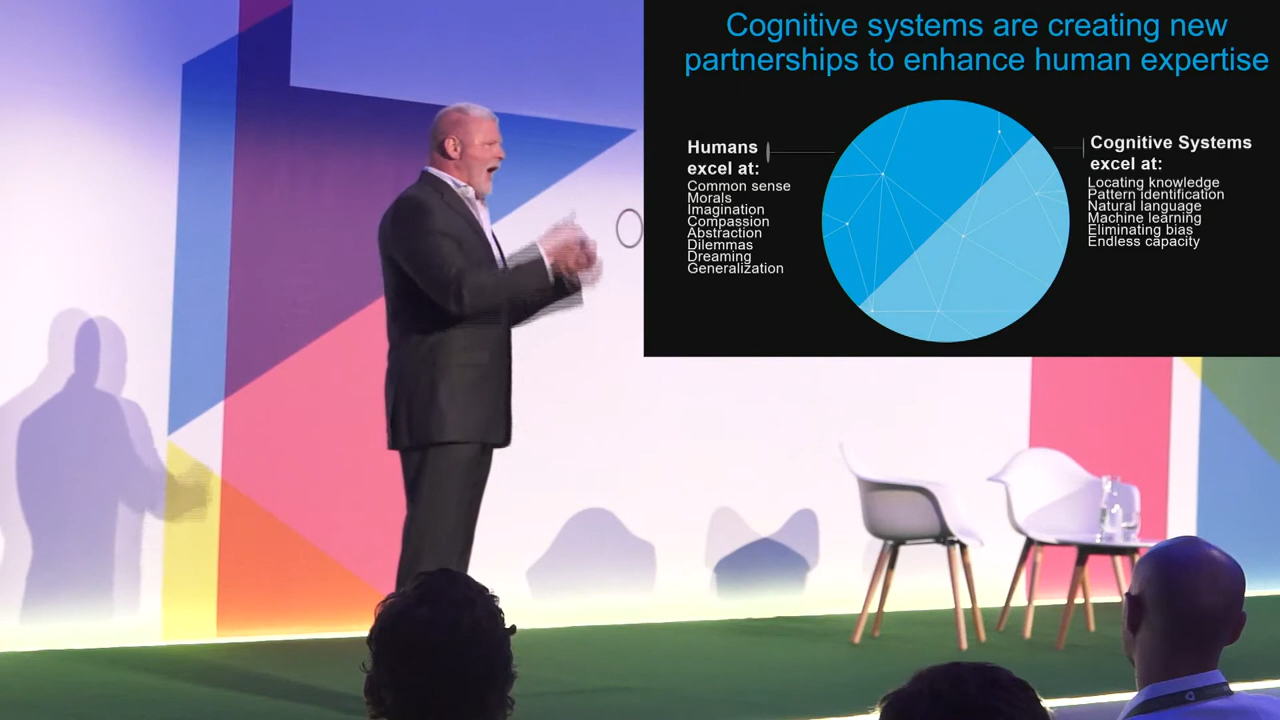 Cognitive systems are creating new
partnerships to enhance human expertise
Humans
excel at:
Common sense
Morals
Imagination
Compassion
Abstraction
Dilemmas
Dreaming
Generalization
Cognitive Systems
excel at:
Locating knowledge
Pattern identification
Natural language
Machine learning
Eliminating bias
Endless capacity